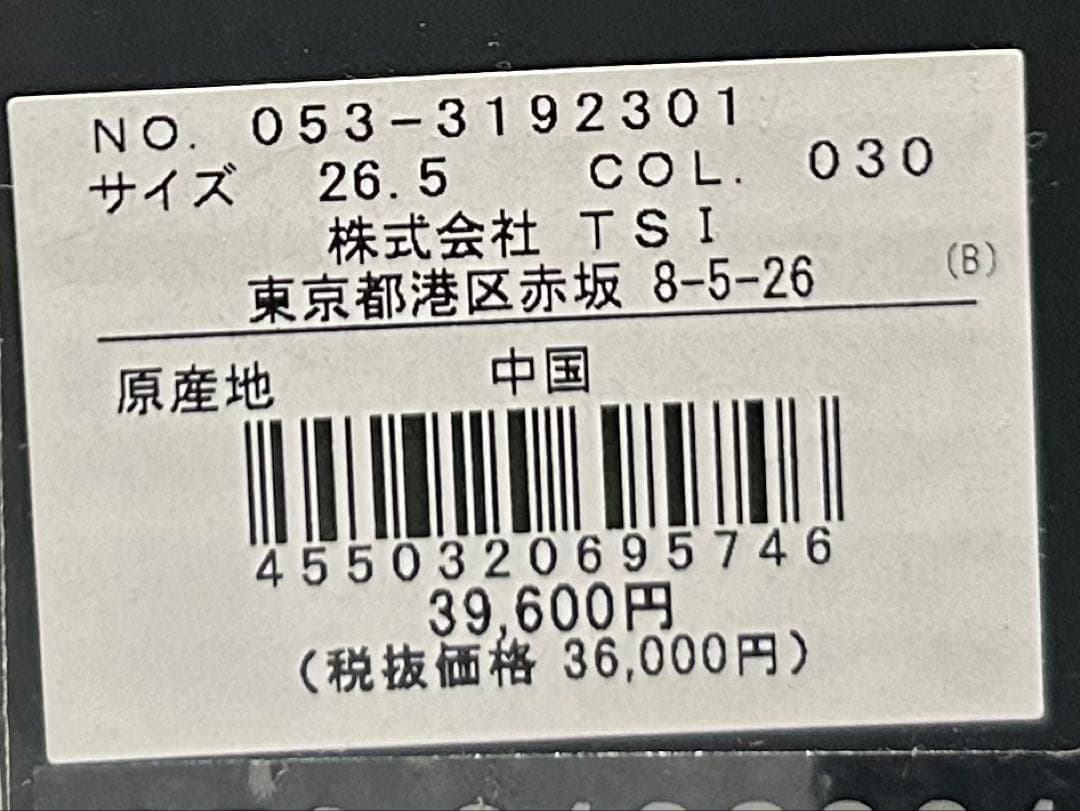 NO. 053-3192301
サイズ 26.5 COL. 030
株式会社 TSI
東京都港区赤坂 8-5-26 (B)
原産地 中国
4550320695746
39,600円
(税抜価格 36,000円)